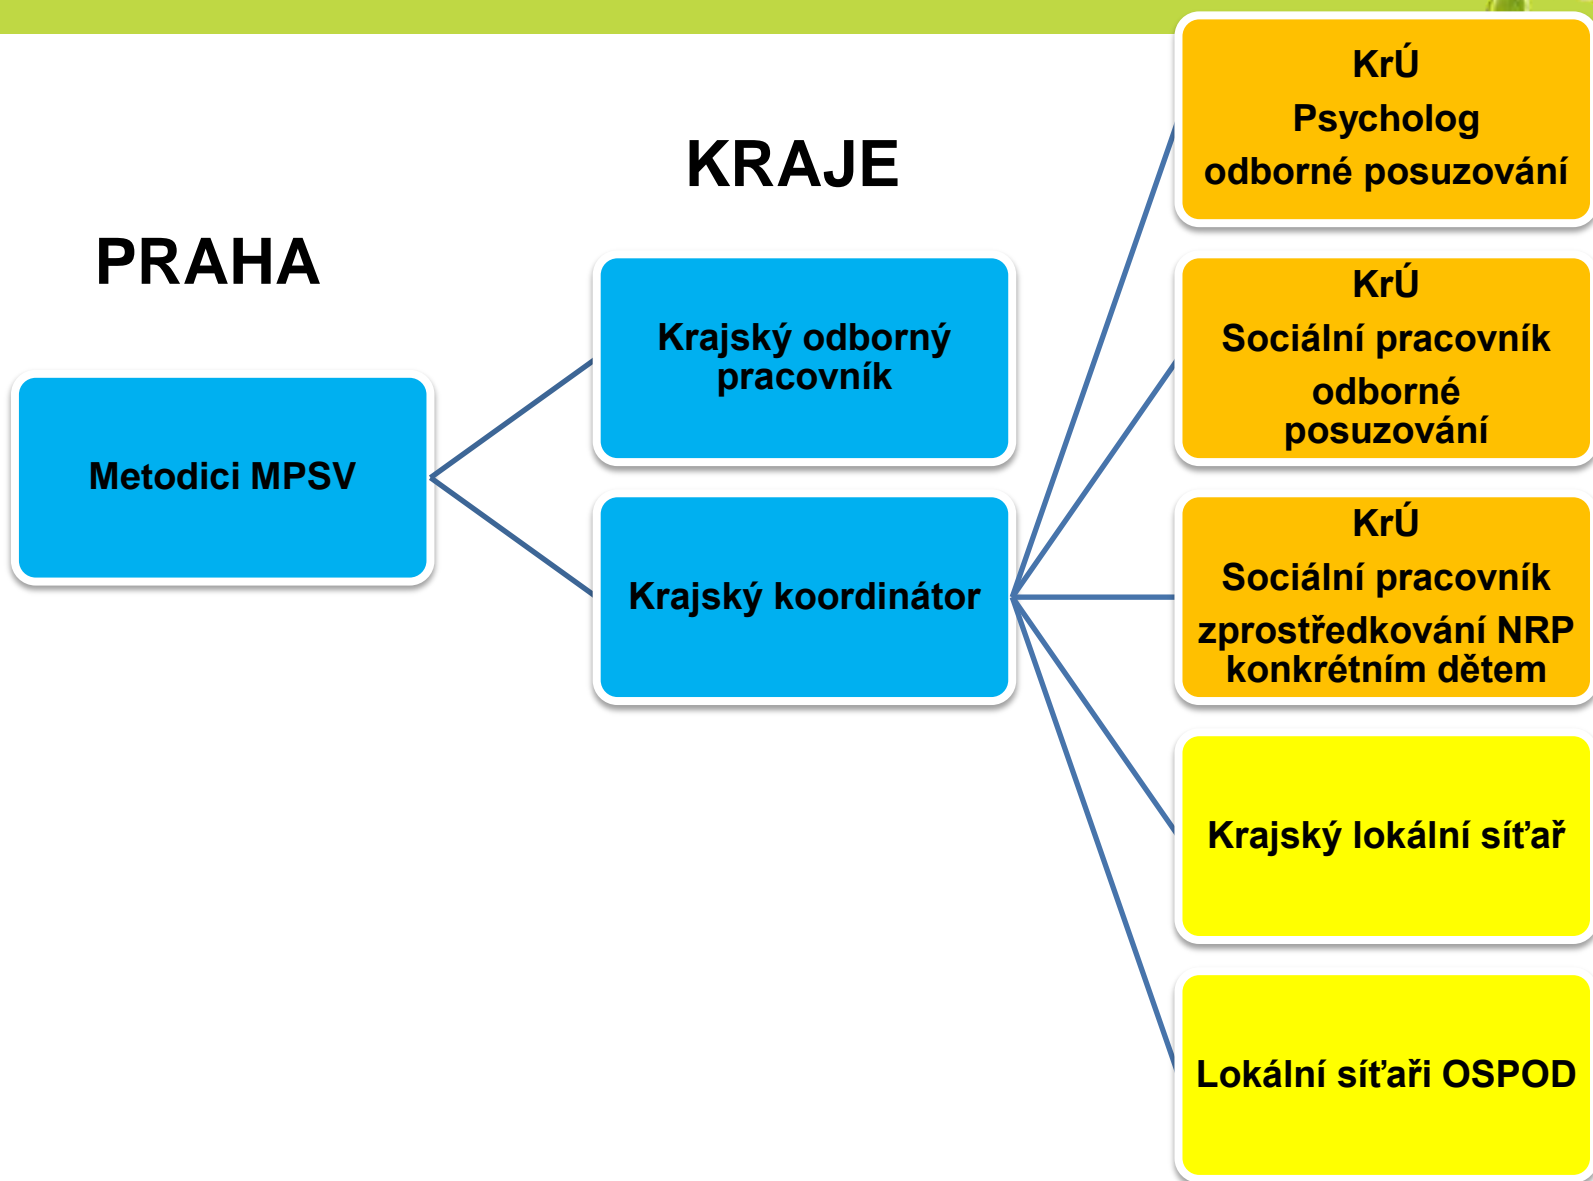 PRAHA
KRAJE
Metodici MPSV
Krajský odborný
pracovník
Krajský koordinátor
KrÚ
Psycholog
odborné posuzování
KrÚ
Sociální pracovník
odborné
posuzování
KrÚ
Sociální pracovník
zprostředkování NRP
konkrétním dětem
Krajský lokální síťař
Lokální síťaři OSPOD